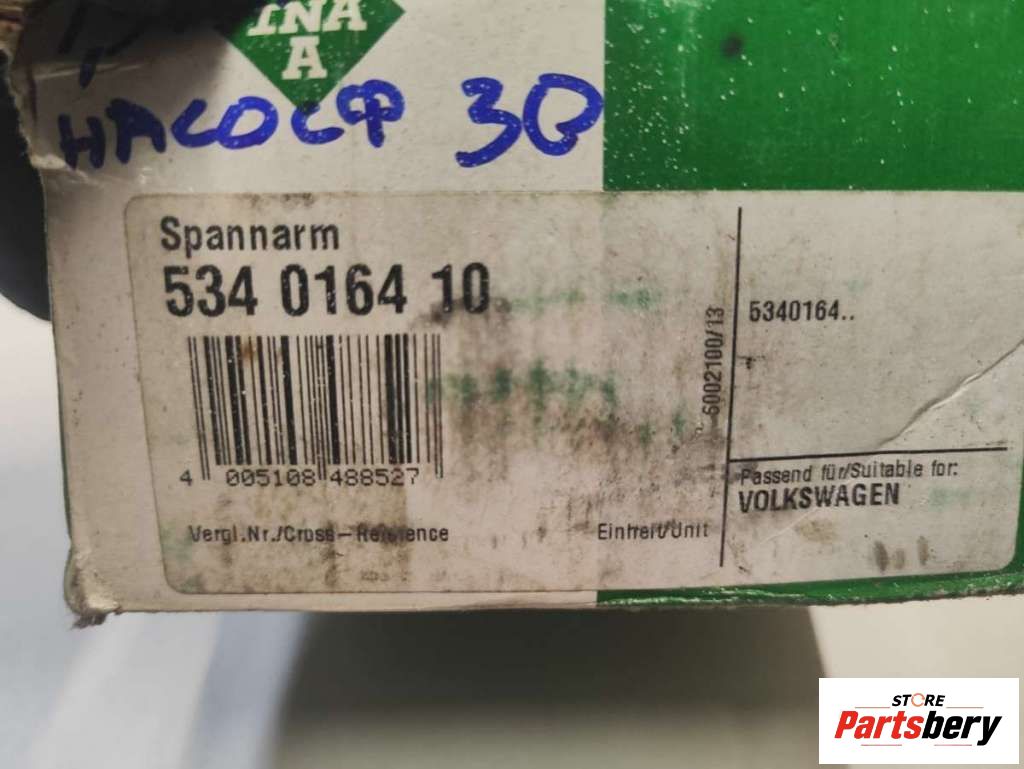 INA
A
НАСОСФ 30
Spannarm
534 0164 10
5340164..
6002100/13
4 005108 488527
Passend für/Suitable for:
VOLKSWAGEN
Vergl.Nr./Cross-Reference
Einheit/Unit
STORE
Partsbery